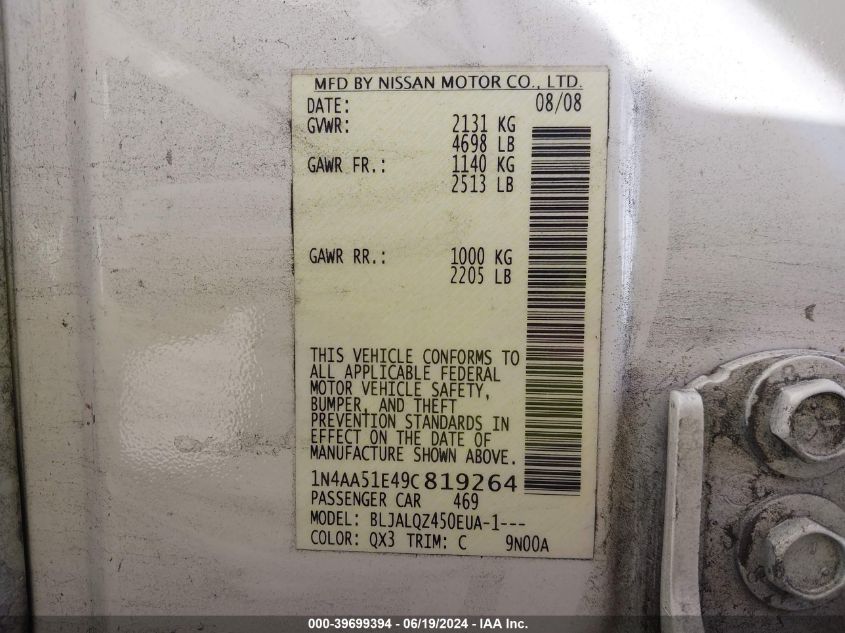 MFD BY NISSAN MOTOR CO., LTD.
DATE: 08/08
GVWR: 2131 KG
4698 LB
GAWR FR.: 1140 KG
2513 LB
GAWR RR.: 1000 KG
2205 LB
THIS VEHICLE CONFORMS TO
ALL APPLICABLE FEDERAL
MOTOR VEHICLE SAFETY,
BUMPER, AND THEFT
PREVENTION STANDARDS IN
EFFECT ON THE DATE OF
MANUFACTURE SHOWN ABOVE.
1N4AA51E49C819264
PASSENGER CAR 469
MODEL: BLJALQZ450EUA-1---
COLOR: QX3 TRIM: C 9N00A
000-39699394 - 06/19/2024 - IAA Inc.